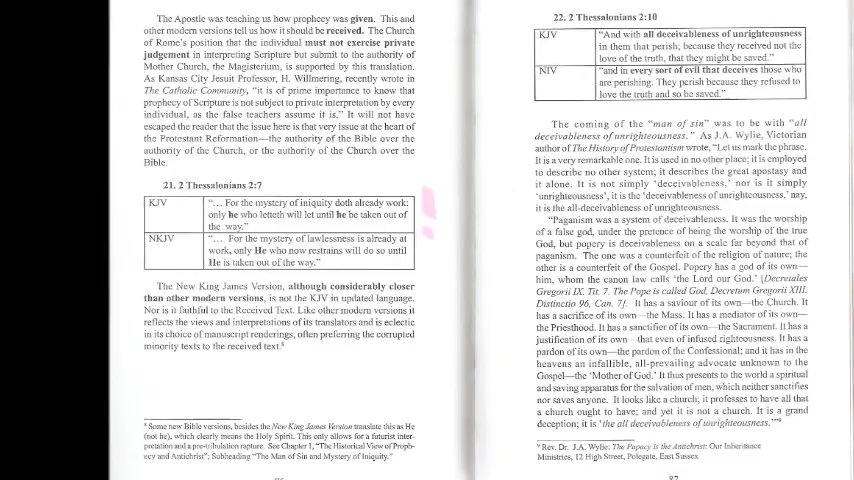 The Apostle was teaching us how prophecy was given. This and
other modern versions tell us how it should be received. The Church
of Rome's position that the individual must not exercise private
judgement in interpreting Scripture but submit to the authority of
Mother Church, the Magisterium, is supported by this translation.
As Kansas City Jesuit Professor, H. Willmering, recently wrote in
The Catholic Community, "it is of prime importance to know that
prophecy of Scripture is not subject to private interpretation by every
individual, as the false teachers assume it is." It will not have
escaped the reader that the issue here is that very issue at the heart of
the Protestant Reformation—the authority of the Bible over the
authority of the Church, or the authority of the Church over the
Bible.
21. 2 Thessalonians 2:7
KJV "… For the mystery of iniquity doth already work:
only he who letteth will let until he be taken out of
the way."
NKJV "… For the mystery of lawlessness is already at
work, only He who now restrains will do so until
He is taken out of the way."
The New King James Version, although considerably closer
than other modern versions, is not the KJV in updated language.
Nor is it faithful to the Received Text. Like other modern versions it
reflects the views and interpretations of its translators and is eclectic
in its choice of manuscript renderings, often preferring the corrupted
minority texts to the received text.⁸
⁸ Some new Bible versions, besides the New King James Version translate this as He
(not he), which clearly means the Holy Spirit. This only allows for a futurist inter-
pretation and a pre-tribulation rapture. See Chapter 1, "The Historical View of Proph-
ecy and Antichrist"; Subheading "The Man of Sin and Mystery of Iniquity."
22. 2 Thessalonians 2:10
KJV "And with all deceivableness of unrighteousness
in them that perish; because they received not the
love of the truth, that they might be saved."
NIV "and in every sort of evil that deceives those who
are perishing. They perish because they refused to
love the truth and so be saved."
The coming of the "man of sin" was to be with "all
deceivableness of unrighteousness." As J.A. Wylie, Victorian
author of The History of Protestantism wrote, "Let us mark the phrase.
It is a very remarkable one. It is used in no other place; it is employed
to describe no other system; it describes the great apostasy and
it alone. It is not simply 'deceivableness,' nor is it simply
'unrighteousness', it is the 'deceivableness of unrighteousness,' nay,
it is the all-deceivableness of unrighteousness.
"Paganism was a system of deceivableness. It was the worship
of a false god, under the pretence of being the worship of the true
God, but popery is deceivableness on a scale far beyond that of
paganism. The one was a counterfeit of the religion of nature; the
other is a counterfeit of the Gospel. Popery has a god of its own—
him, whom the canon law calls 'the Lord our God.' [Decretales
Gregorii IX. Tit. 7. The Pope is called God, Decretum Gregorii XIII.
Distinctio 96, Can. 7]. It has a saviour of its own—the Church. It
has a sacrifice of its own—the Mass. It has a mediator of its own—
the Priesthood. It has a sanctifier of its own—the Sacrament. It has a
justification of its own—that even of infused righteousness. It has a
pardon of its own—the pardon of the Confessional; and it has in the
heavens an infallible, all-prevailing advocate unknown to the
Gospel—the 'Mother of God.' It thus presents to the world a spiritual
and saving apparatus for the salvation of men, which neither sanctifies
nor saves anyone. It looks like a church; it professes to have all that
a church ought to have; and yet it is not a church. It is a grand
deception; it is 'the all deceivableness of unrighteousness.'"⁹
⁹ Rev. Dr. J.A. Wylie: The Papacy is the Antichrist: Our Inheritance
Ministries, 12 High Street, Polegate, East Sussex